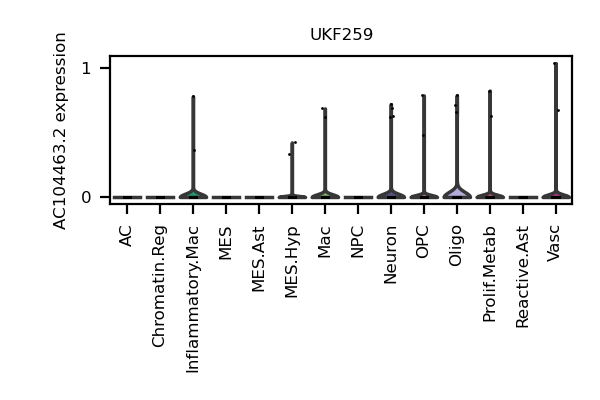 UKF259
AC104463.2 expression
1
0
AC
Chromatin.Reg
Inflammatory.Mac
MES
MES.Ast
MES.Hyp
Mac
NPC
Neuron
OPC
Oligo
Prolif.Metab
Reactive.Ast
Vasc